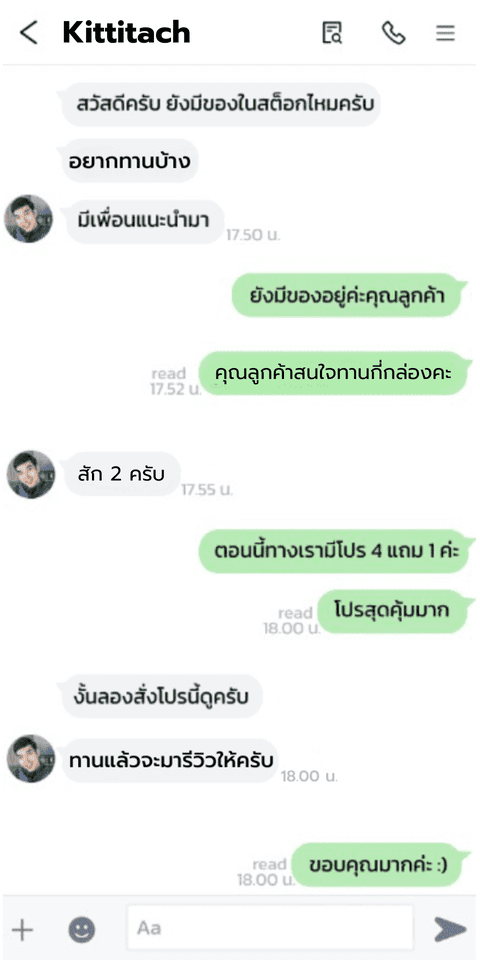 Kittitach
สวัสดีครับ ยังมีของในสต็อกไหมครับ
อยากทานบ้าง
มีเพื่อนแนะนำมา
17.50 น.
ยังมีของอยู่ค่ะคุณลูกค้า
คุณลูกค้าสนใจทานกี่กล่องคะ
read
17.52 น.
สัก 2 ครับ
17.55 น.
ตอนนี้ทางเรามีโปร 4 แถม 1 ค่ะ
โปรสุดคุ้มมาก
read
18.00 น.
งั้นลองสั่งโปรนี้ดูครับ
ทานแล้วจะมารีวิวให้ครับ
18.00 น.
ขอบคุณมากค่ะ :)
read
18.00 น.
Aa